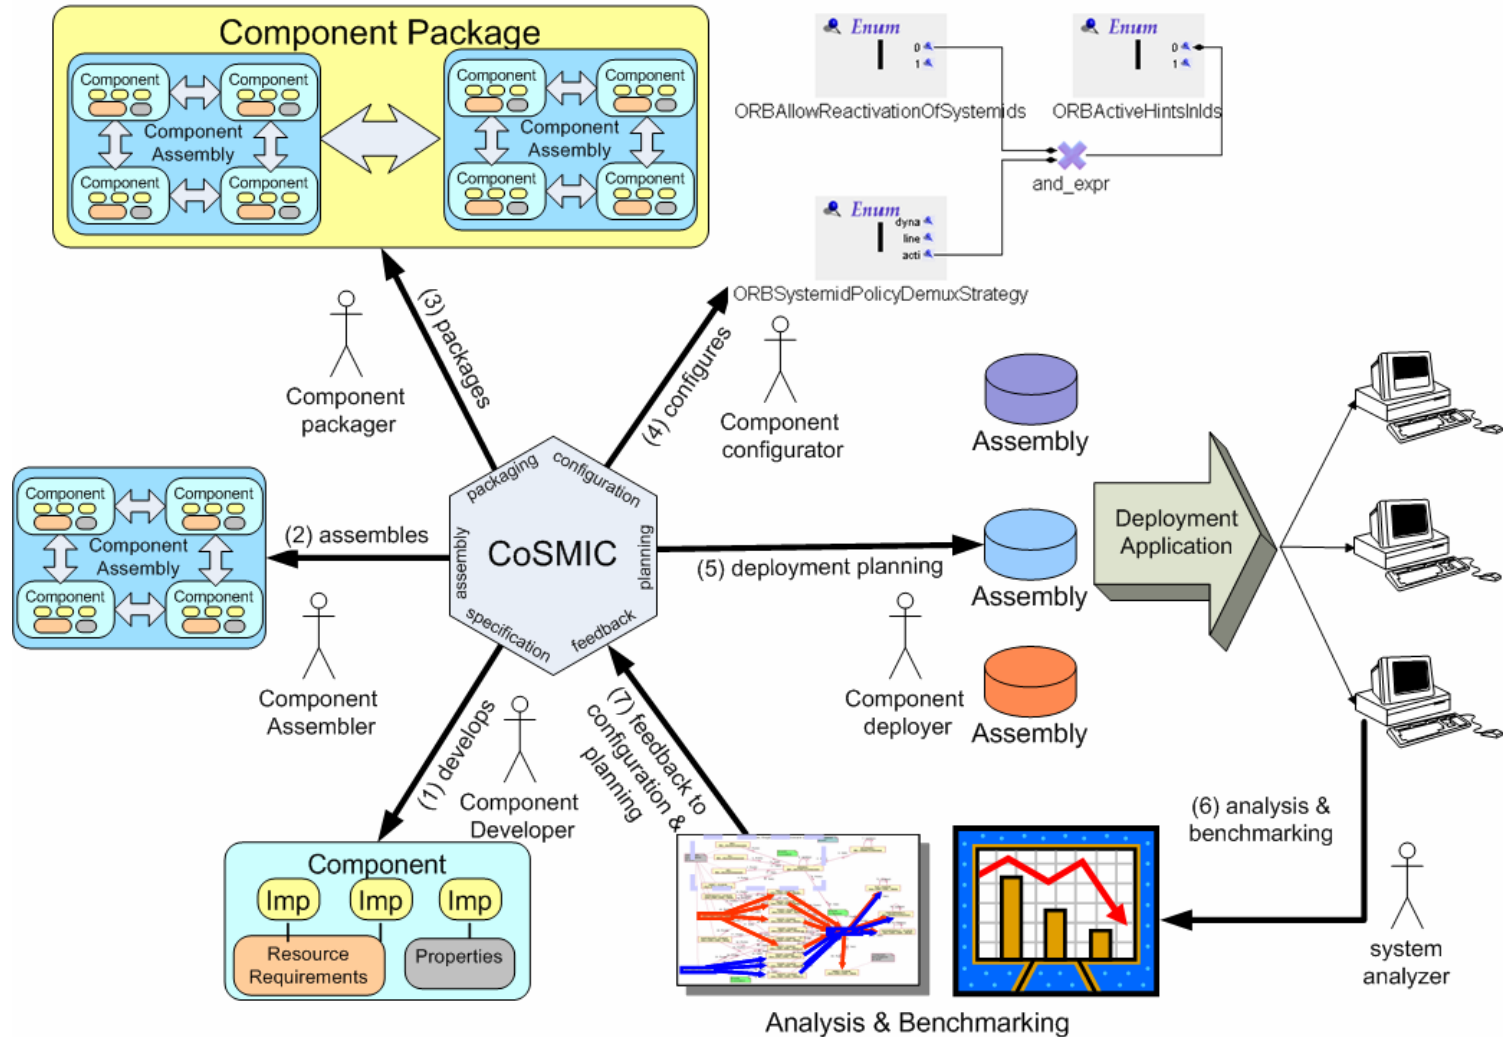 Component Package
Component
Component
Component
Assembly
Component
Component
Component
Component
Component
Assembly
Component
Component
Enum
0
1
ORBAllowReactivationOfSystemids
Enum
0
1
ORBActiveHintsInIds
and_expr
Enum
dyna
line
acti
ORBSystemidPolicyDemuxStrategy
(3) packages
Component
packager
(4) configures
Component
configurator
Component
Component
Component
Assembly
Component
Component
(2) assembles
Component
Assembler
packaging
configuration
assembly
CoSMIC
planning
specification
feedback
(5) deployment planning
Component
deployer
Assembly
Assembly
Assembly
Deployment
Application
(1) develops
Component
Developer
(7) feedback to
configuration &
planning
(6) analysis &
benchmarking
system
analyzer
Component
Imp
Imp
Imp
Resource
Requirements
Properties
Analysis & Benchmarking